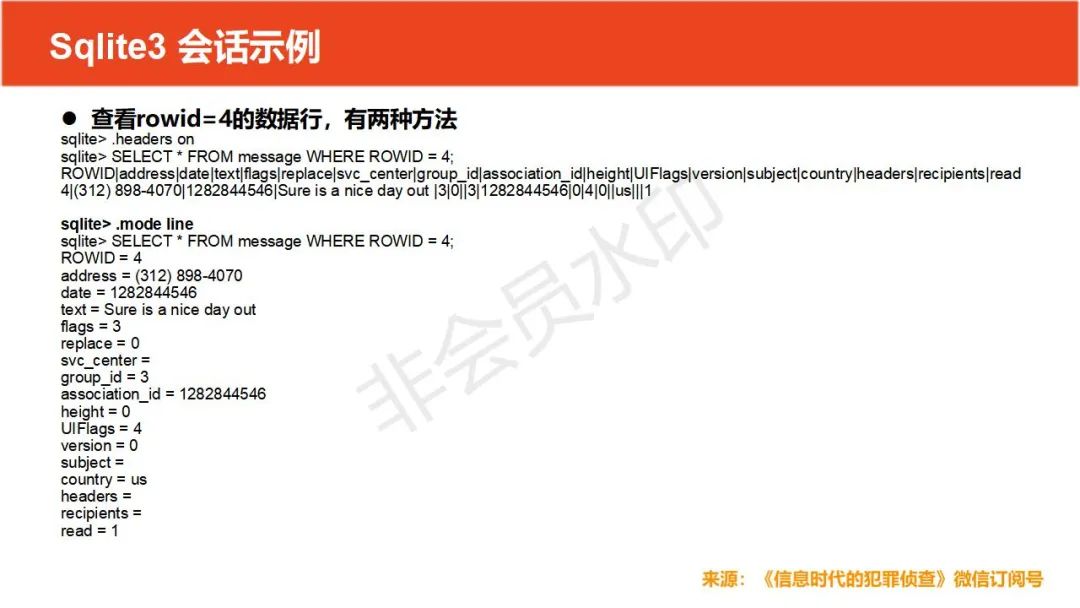 Sqlite3 会话示例
● 查看rowid=4的数据行，有两种方法
sqlite> .headers on
sqlite> SELECT * FROM message WHERE ROWID = 4;
ROWID|address|date|text|flags|replace|svc_center|group_id|association_id|height|UIFlags|version|subject|country|headers|recipients|read
4|(312) 898-4070|1282844546|Sure is a nice day out |3|0||3|1282844546|0|4|0||us|||1
sqlite> .mode line
sqlite> SELECT * FROM message WHERE ROWID = 4;
ROWID = 4
address = (312) 898-4070
date = 1282844546
text = Sure is a nice day out
flags = 3
replace = 0
svc_center =
group_id = 3
association_id = 1282844546
height = 0
UIFlags = 4
version = 0
subject =
country = us
headers =
recipients =
read = 1
非会员水印
来源：《信息时代的犯罪侦查》微信订阅号